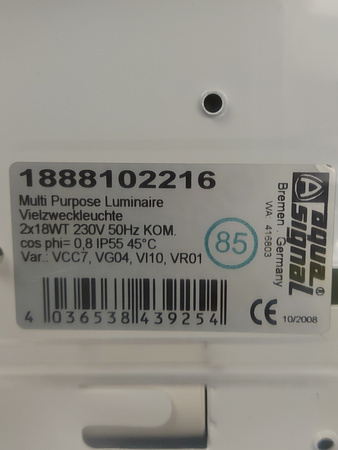 1888102216
Multi Purpose Luminaire
Vielzweckleuchte
2x18WT 230V 50Hz KOM.
cos phi= 0,8 IP55 45°C
Var.: VCC7, VG04, VI10, VR01
85
4 036538 439254
aqua
signal®
Bremen Germany
WA 416803
CE 10/2008